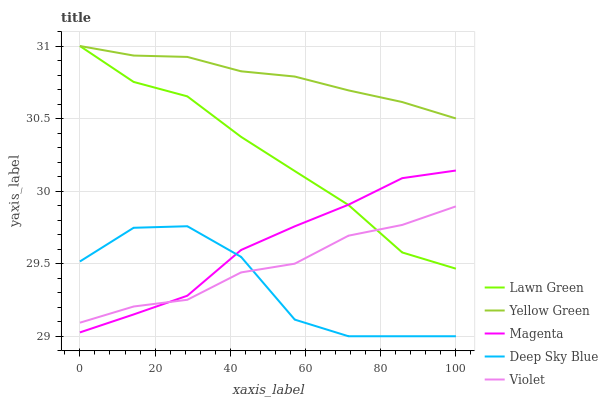 title
31
30.5
30
29.5
29
0 20 40 60 80 100
xaxis_label
yaxis_label
Lawn Green
Yellow Green
Magenta
Deep Sky Blue
Violet